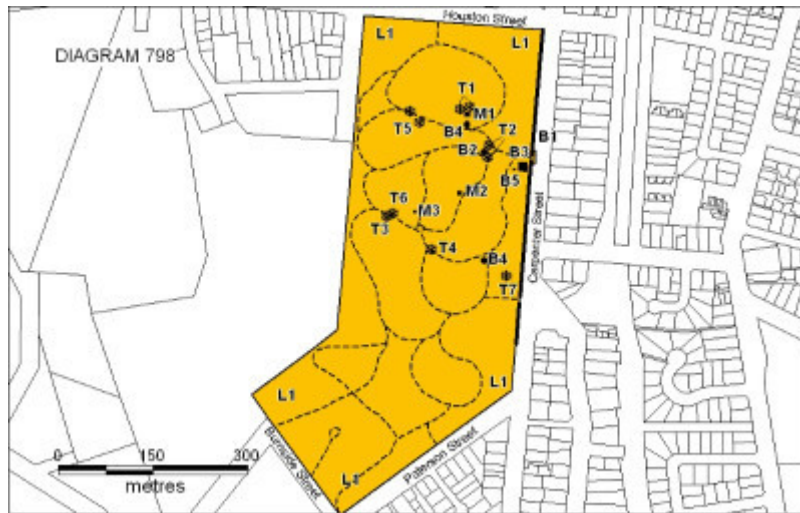 Houston Street
L1
L1
DIAGRAM 798
T1
M1
T5
B4
T2
B1
B2
B3
B5
T6
M2
M3
T3
Carpenter Street
T4
B4
T7
L1
L1
Burnside Street
Paterson Street
L1
0 150 300
metres